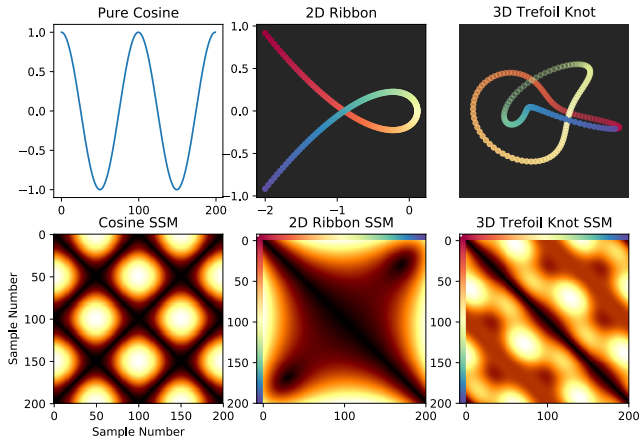 Pure Cosine
2D Ribbon
3D Trefoil Knot
1.0
0.5
0.0
−0.5
−1.0
0 100 200
1.0
0.5
0.0
−0.5
−1.0
−2 −1 0
Cosine SSM
2D Ribbon SSM
3D Trefoil Knot SSM
Sample Number
0
50
100
150
200
0 50 100 150 200
Sample Number
0
50
100
150
200
0 100 200
0
50
100
150
200
0 100 200